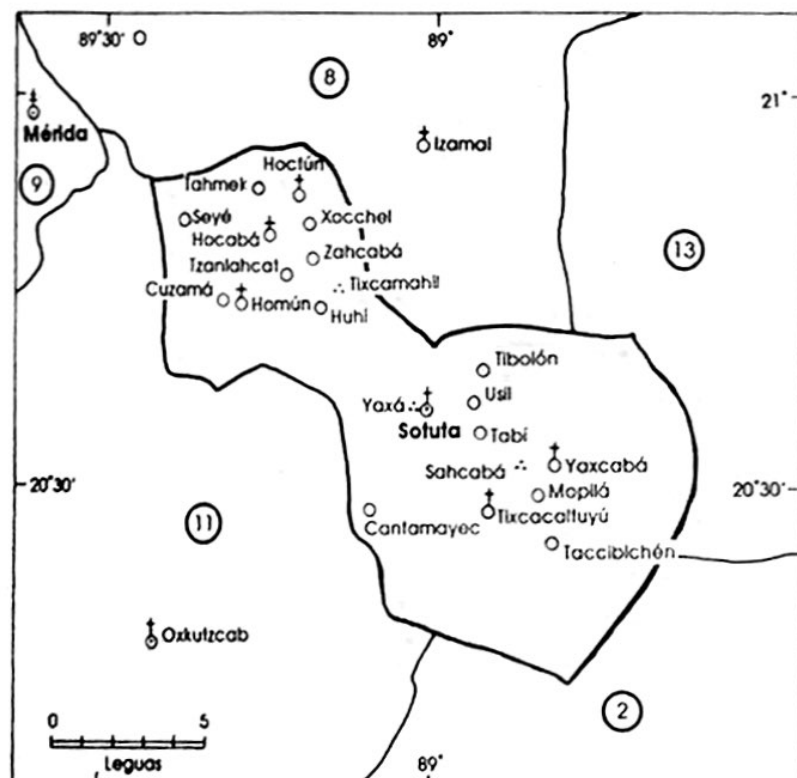 89°30'
89°
8
21°
Mérida
Izamal
9
Hoctún
Tahmek
Seyé
Xocchel
Hocabá
Zahcabá
13
Tzanlahcat
Tixcamahil
Cuzamá
Homún
Huhí
Tibolón
Yaxá
Usil
Sotuta
Tabí
Sahcabá
Yaxcabá
20°30'
Mopilá
20°30'
11
Cantamayec
Tixcacaltuyú
Taccibichén
Oxkutzcab
2
0 5
Leguas
89°